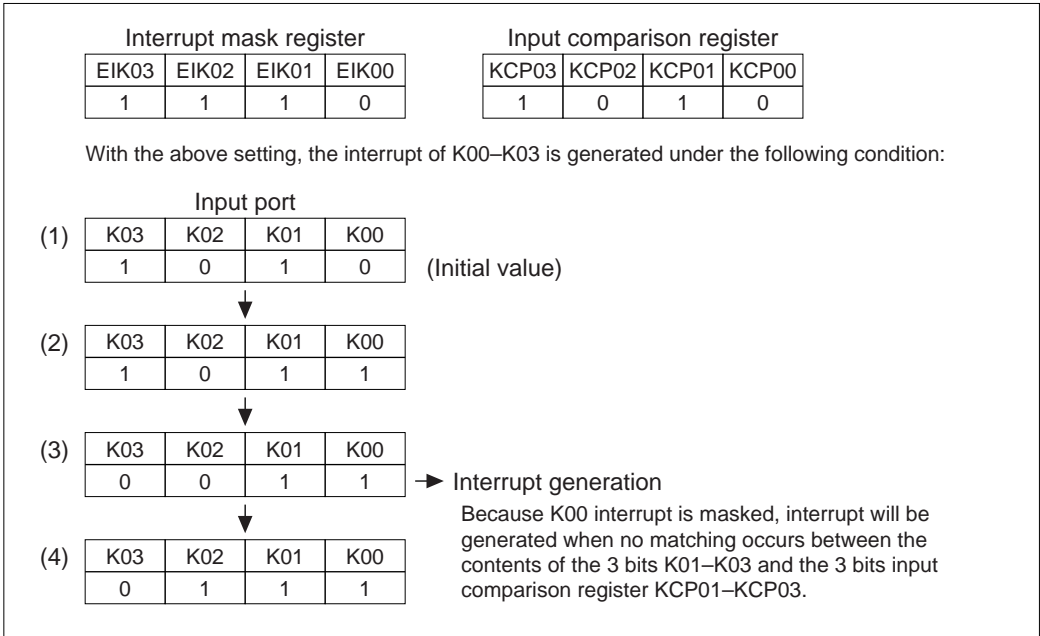 Interrupt mask register
EIK03 EIK02 EIK01 EIK00
1 1 1 0
Input comparison register
KCP03 KCP02 KCP01 KCP00
1 0 1 0
With the above setting, the interrupt of K00–K03 is generated under the following condition:
Input port
(1) K03 K02 K01 K00
1 0 1 0 (Initial value)
(2) K03 K02 K01 K00
1 0 1 1
(3) K03 K02 K01 K00
0 0 1 1 Interrupt generation
Because K00 interrupt is masked, interrupt will be
generated when no matching occurs between the
contents of the 3 bits K01–K03 and the 3 bits input
comparison register KCP01–KCP03.
(4) K03 K02 K01 K00
0 1 1 1